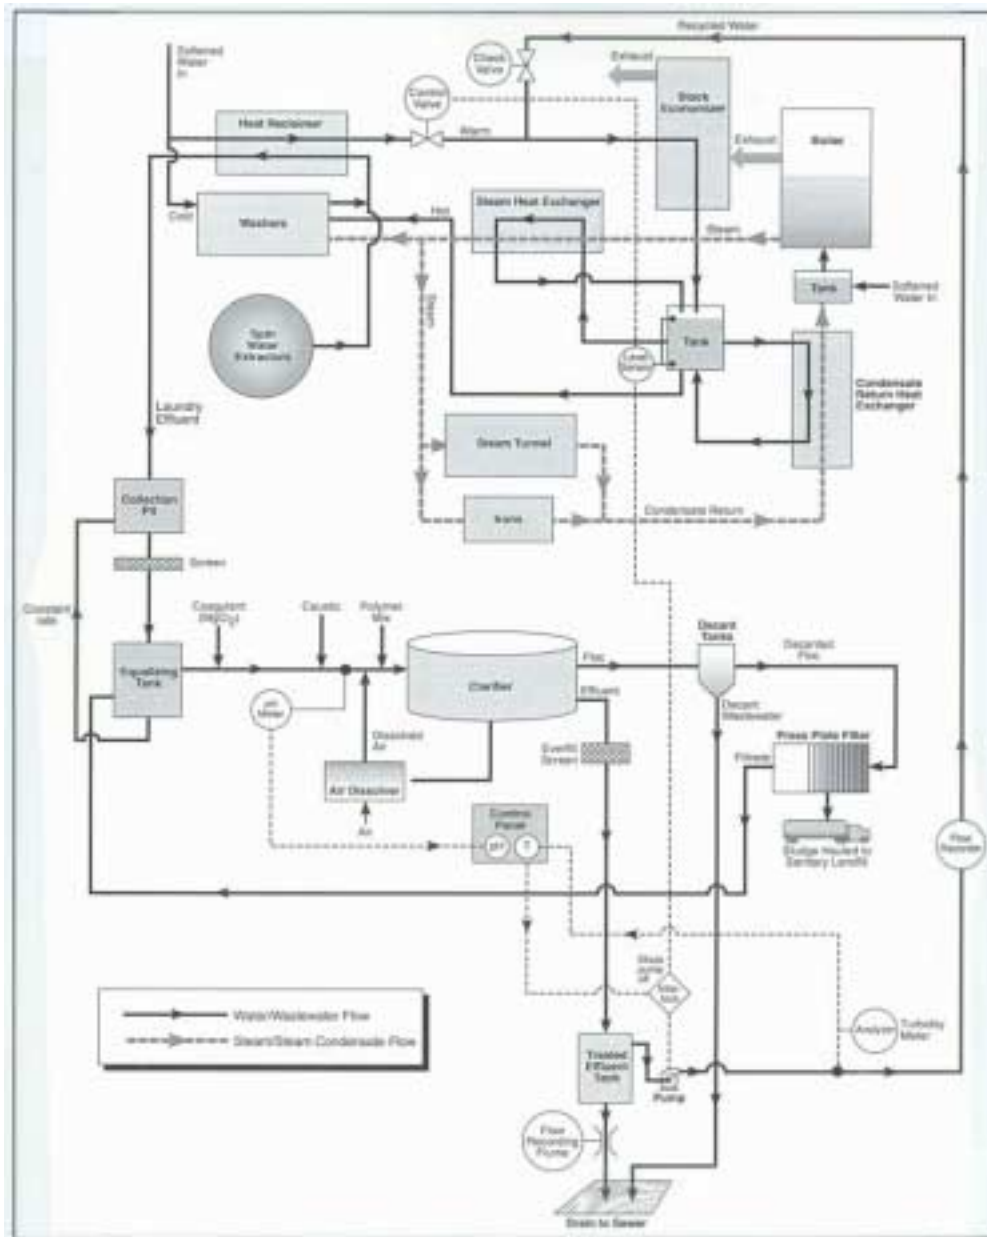 Recycled Water
Softened
Water
In
Check
Valve
Exhaust
Control
Valve
Stack
Economizer
Heat Reclaimer
Warm
Exhaust
Boiler
Steam Heat Exchanger
Cold
Washers
Hot
Steam
Steam
Tank
Softened
Water In
Spin
Water
Extractors
Tank
Level
Sensor
Condensate
Return Heat
Exchanger
Laundry
Effluent
Steam Tunnel
Collection
Pit
Irons
Condensate Return
Screen
Constant
rate
Coagulant
Caustic
Polymer
Mix
Decant
Tanks
Decanted
Floc
Equalizing
Tank
Floc
Clarifier
Effluent
pH
Meter
Decant
Wastewater
Dissolved
Air
Screen
Press Plate Filter
Filtrate
Air Dissolver
Air
Control
Panel
pH
T
Sludge Hauled to
Sanitary Landfill
Flow
Recorder
Water/Wastewater Flow
Steam/Steam Condensate Flow
Analyzer
Turbidity
Meter
Treated
Effluent
Tank
Pump
Flow
Recording
Flume
Drain to Sewer